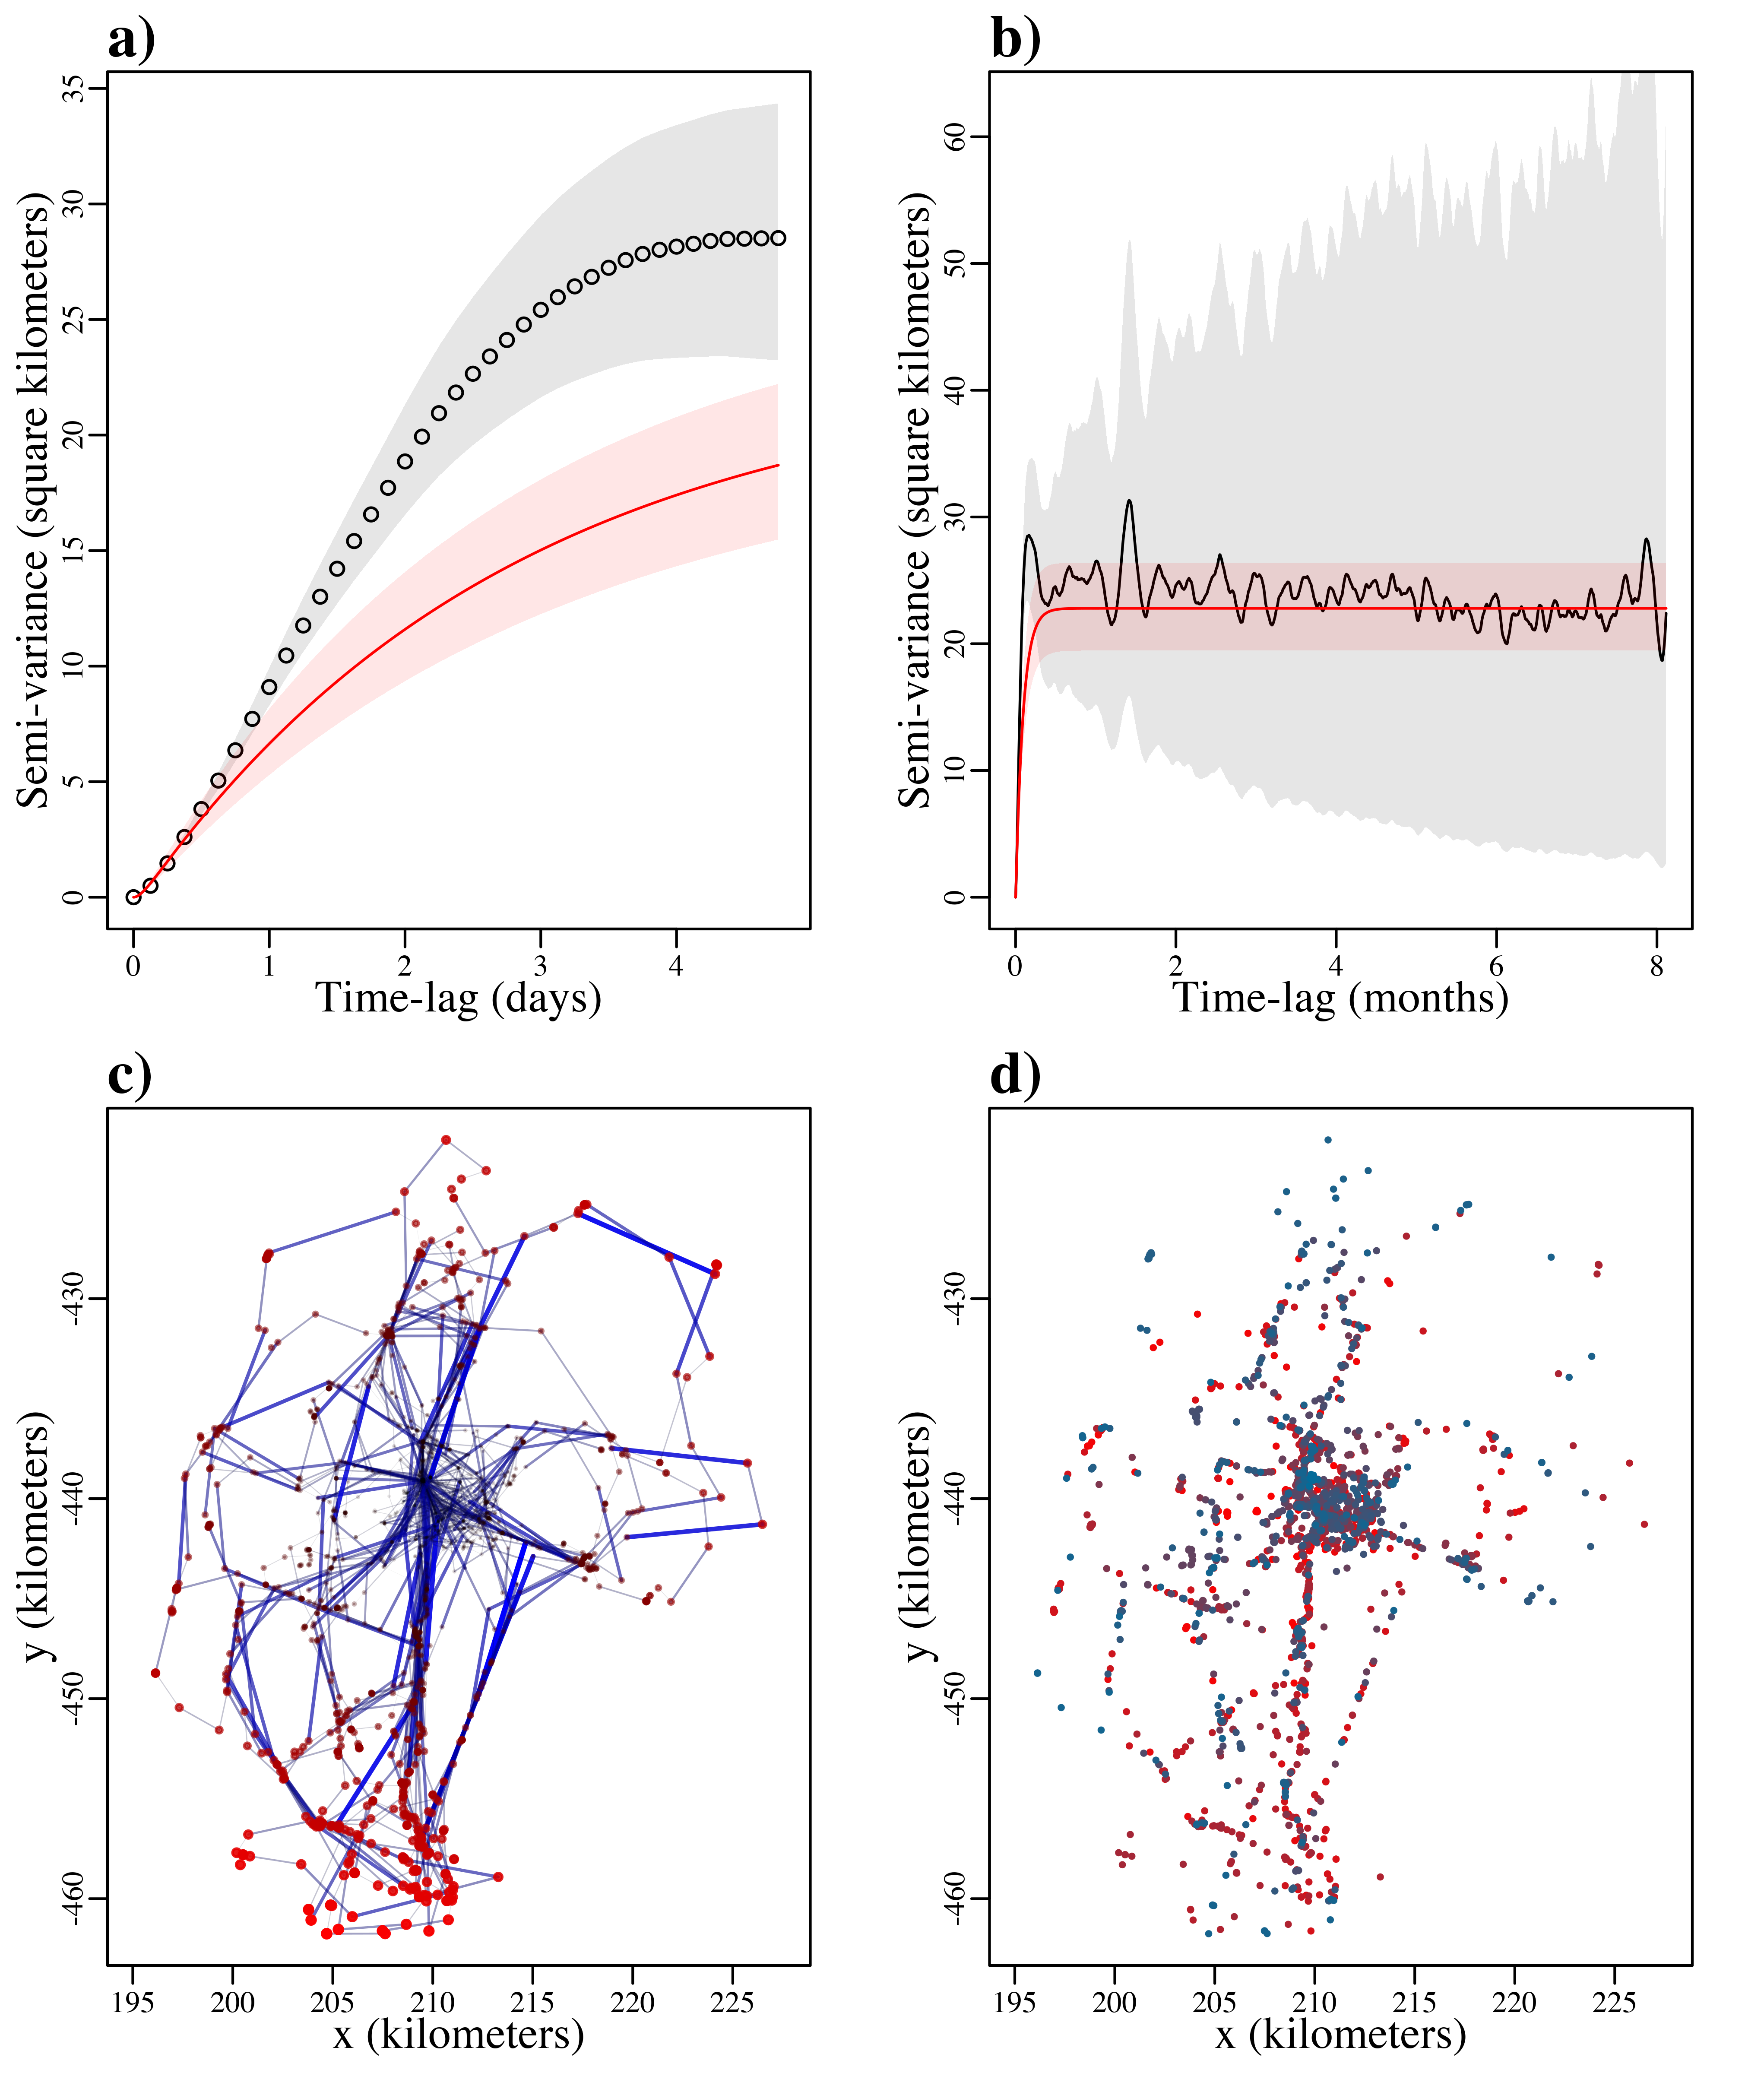 a)
Semi-variance (square kilometers)
35
30
25
20
15
10
5
0
0 1 2 3 4
Time-lag (days)
b)
Semi-variance (square kilometers)
60
50
40
30
20
10
0
0 2 4 6 8
Time-lag (months)
c)
y (kilometers)
-430
-440
-450
-460
195 200 205 210 215 220 225
x (kilometers)
d)
y (kilometers)
-430
-440
-450
-460
195 200 205 210 215 220 225
x (kilometers)